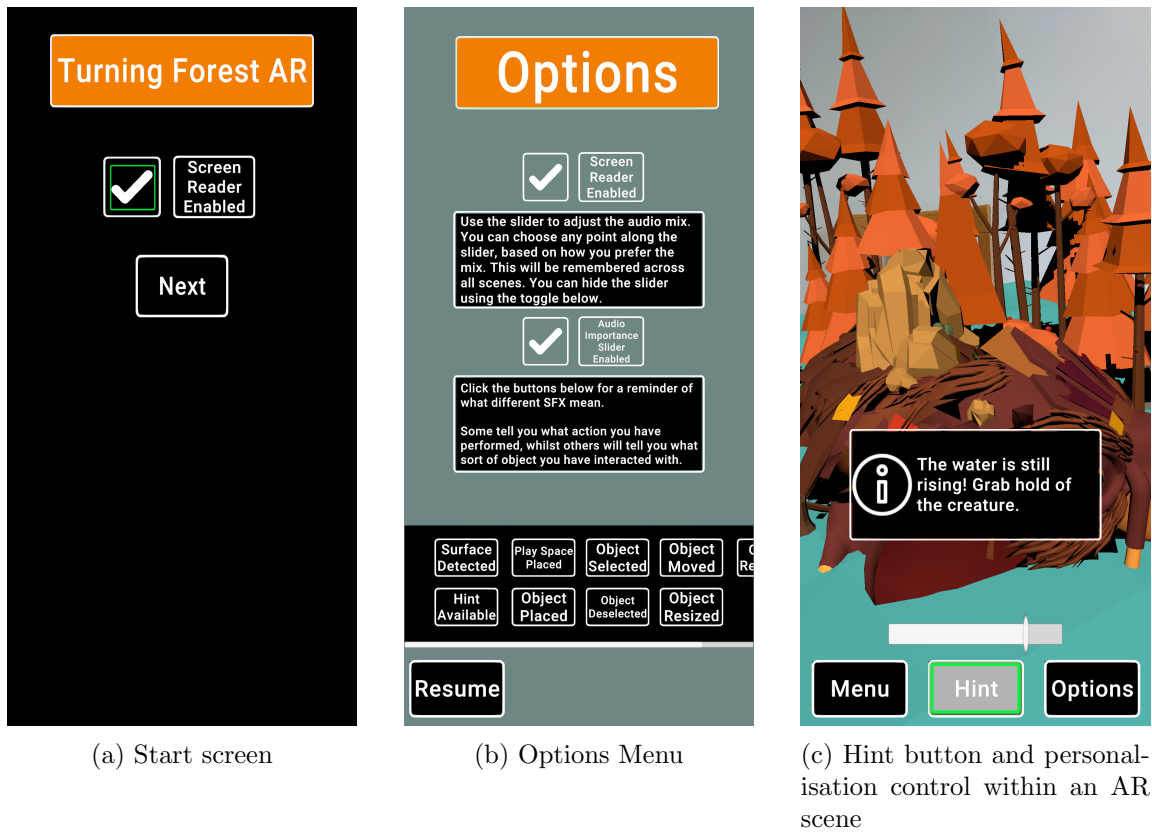 Turning Forest AR
Screen
Reader
Enabled
Next
(a) Start screen
Options
Screen
Reader
Enabled
Use the slider to adjust the audio mix.
You can choose any point along the
slider, based on how you prefer the
mix. This will be remembered across
all scenes. You can hide the slider
using the toggle below.
Audio
Importance
Slider
Enabled
Click the buttons below for a reminder of
what different SFX mean.
Some tell you what action you have
performed, whilst others will tell you what
sort of object you have interacted with.
Surface
Detected
Play Space
Placed
Object
Selected
Object
Moved
Hint
Available
Object
Placed
Object
Deselected
Object
Resized
Resume
(b) Options Menu
The water is still
rising! Grab hold of
the creature.
Menu
Hint
Options
(c) Hint button and personal-
isation control within an AR
scene